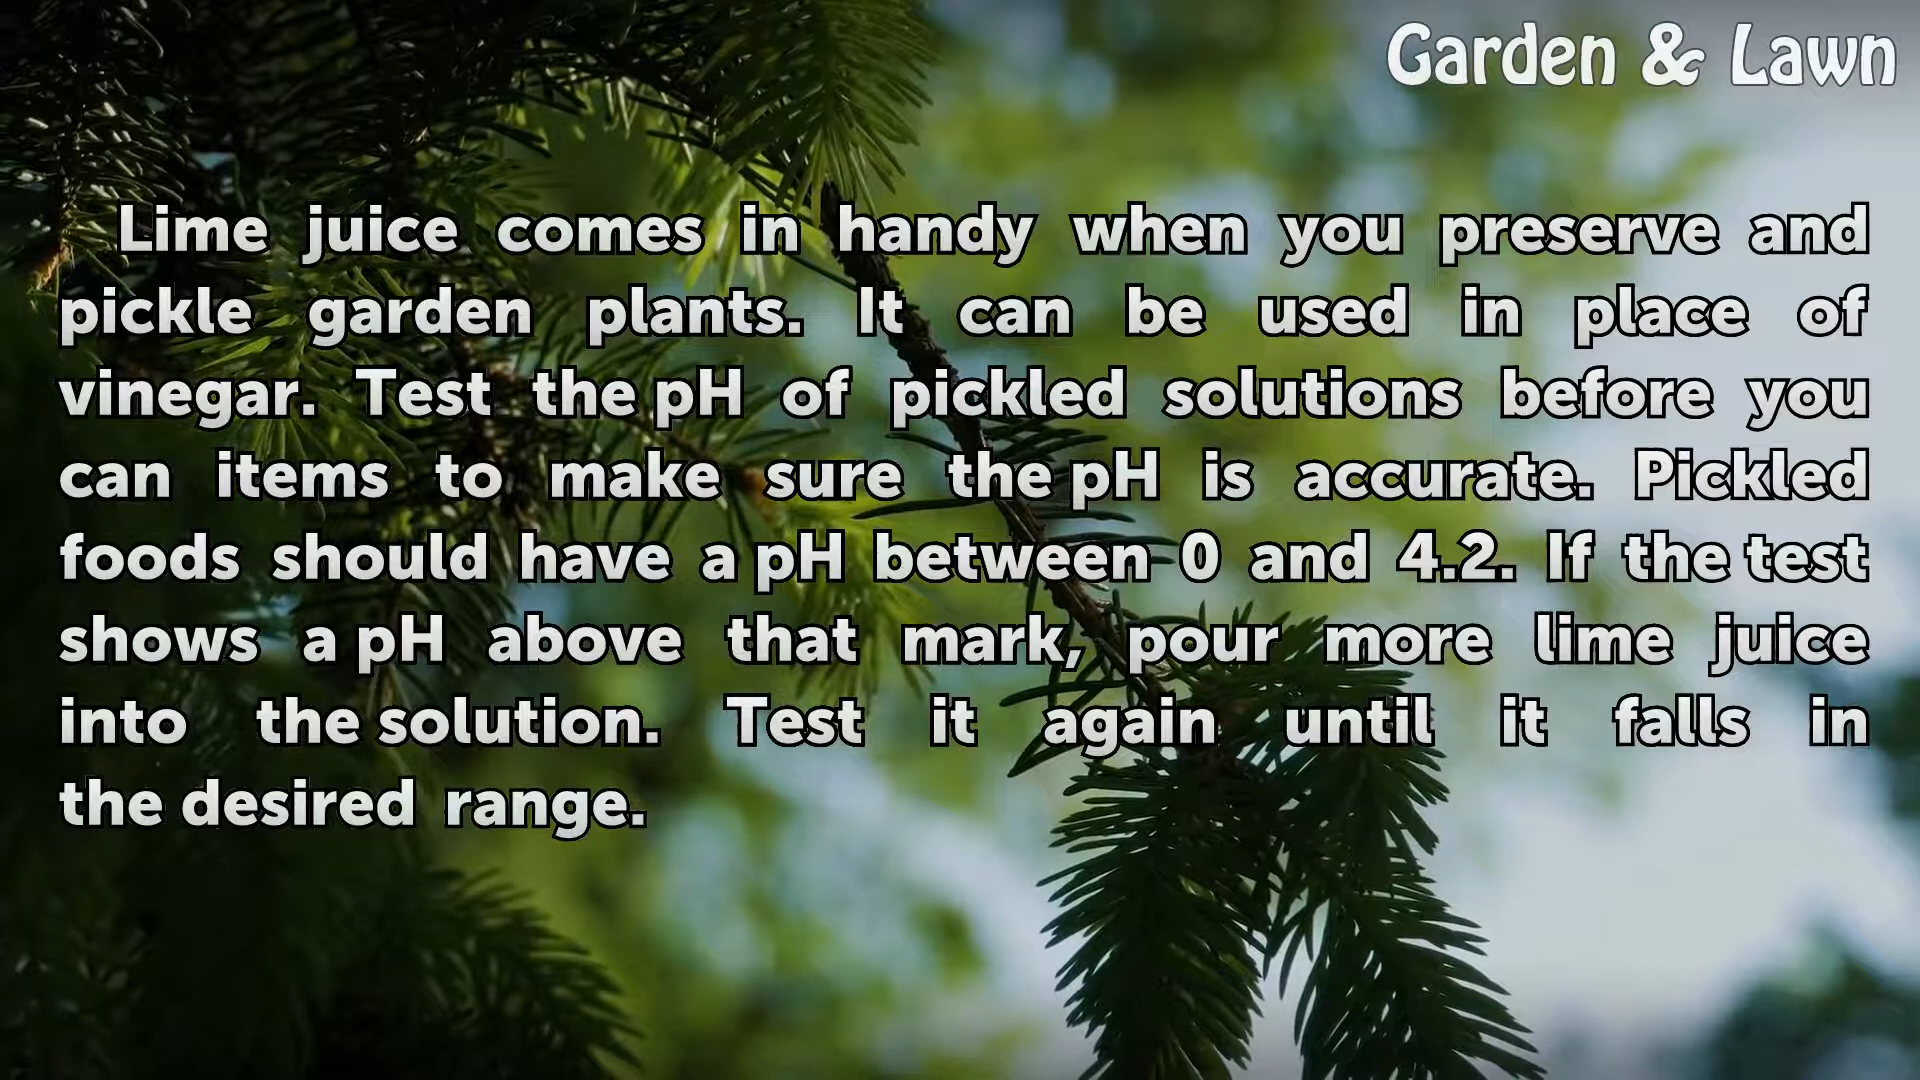 Garden & Lawn
Lime juice comes in handy when you preserve and
pickle garden plants. It can be used in place of
vinegar. Test the pH of pickled solutions before you
can items to make sure the pH is accurate. Pickled
foods should have a pH between 0 and 4.2. If the test
shows a pH above that mark, pour more lime juice
into the solution. Test it again until it falls in
the desired range.